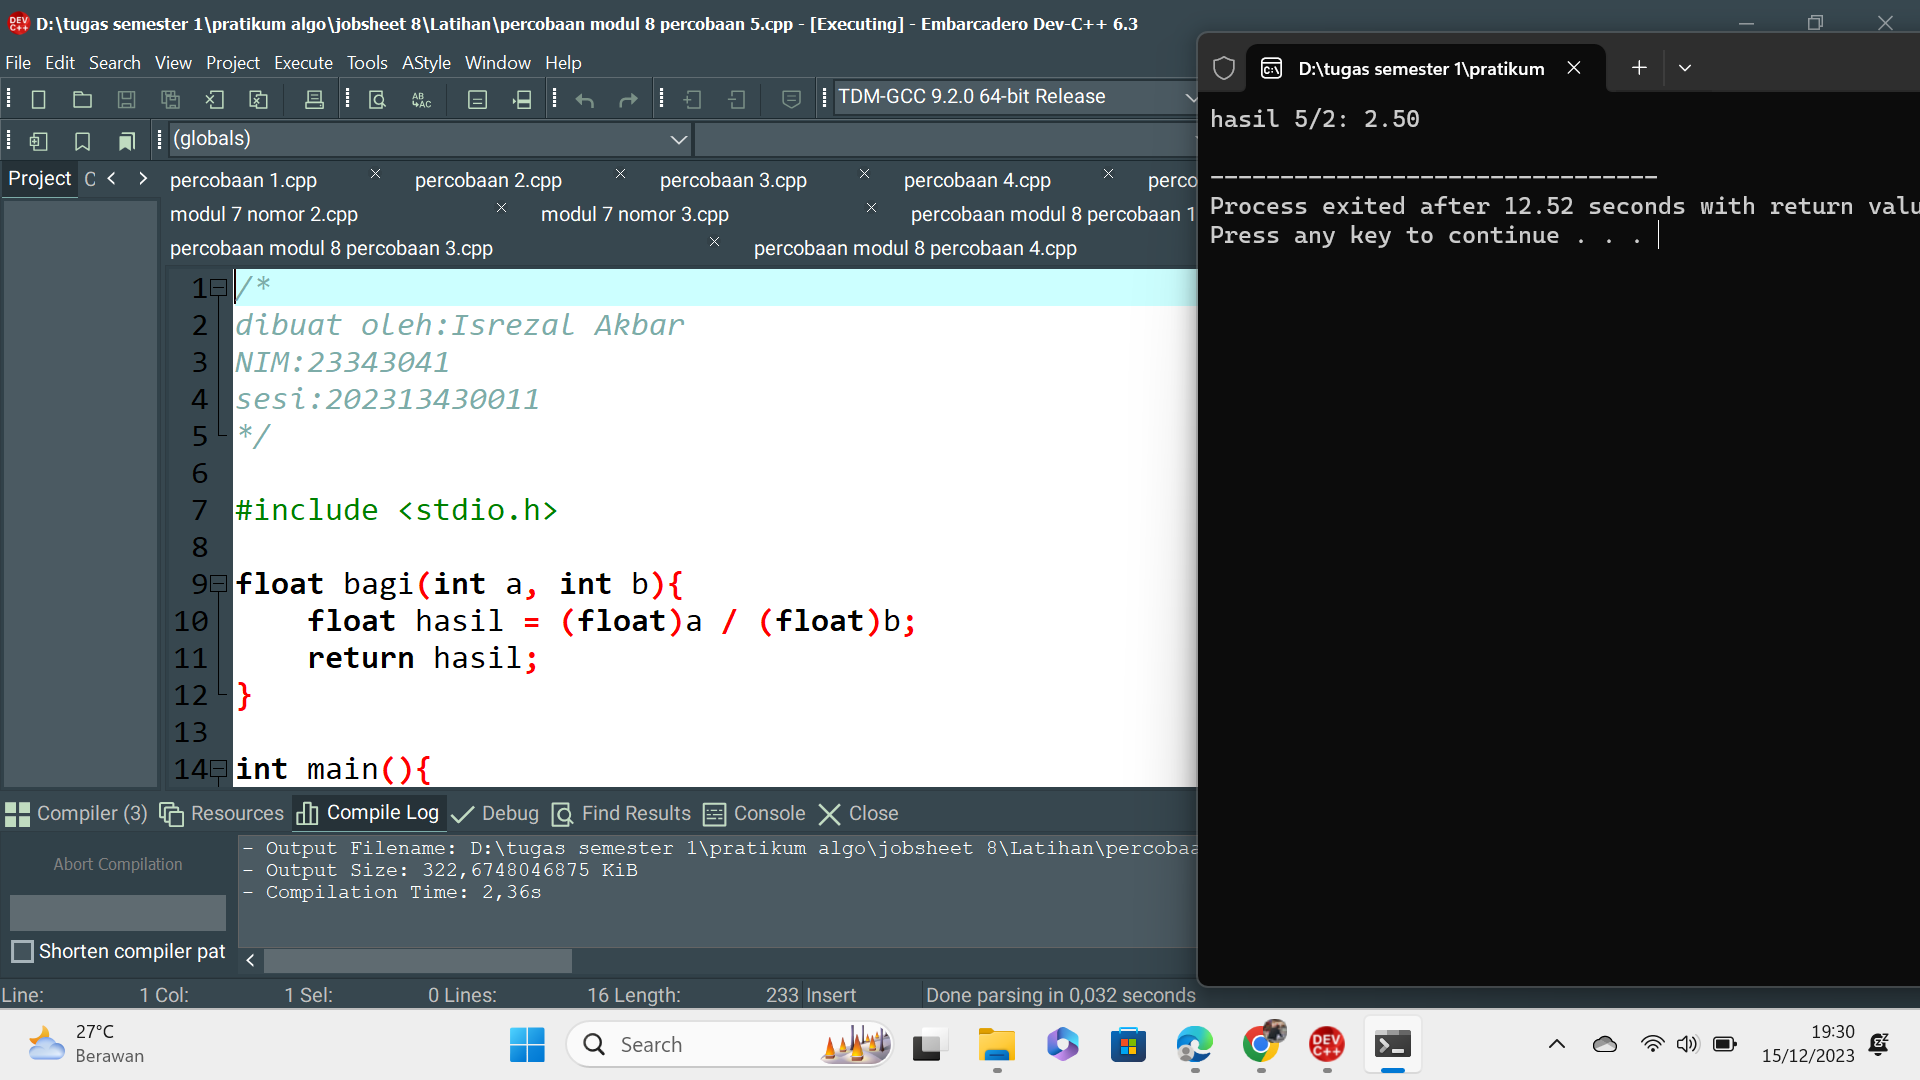 D:\tugas semester 1\pratikum algo\jobsheet 8\Latihan\percobaan modul 8 percobaan 5.cpp - [Executing] - Embarcadero Dev-C++ 6.3
File Edit Search View Project Execute Tools AStyle Window Help
TDM-GCC 9.2.0 64-bit Release
(globals)
Project
percobaan 1.cpp percobaan 2.cpp percobaan 3.cpp percobaan 4.cpp perco
modul 7 nomor 2.cpp modul 7 nomor 3.cpp percobaan modul 8 percobaan 1
percobaan modul 8 percobaan 3.cpp percobaan modul 8 percobaan 4.cpp
1 /*
2 dibuat oleh:Isrezal Akbar
3 NIM:23343041
4 sesi:202313430011
5 */
6
7 #include <stdio.h>
8
9 float bagi(int a, int b){
10 float hasil = (float)a / (float)b;
11 return hasil;
12 }
13
14 int main(){
Compiler (3) Resources Compile Log Debug Find Results Console Close
Abort Compilation
Shorten compiler pat
- Output Filename: D:\tugas semester 1\pratikum algo\jobsheet 8\Latihan\percobaa
- Output Size: 322,6748046875 KiB
- Compilation Time: 2,36s
Line: 1 Col: 1 Sel: 0 Lines: 16 Length: 233 Insert Done parsing in 0,032 seconds
D:\tugas semester 1\pratikum
hasil 5/2: 2.50
--------------------------------
Process exited after 12.52 seconds with return valu
Press any key to continue . . .
27°C
Berawan
Search
DEV C++
19:30
15/12/2023